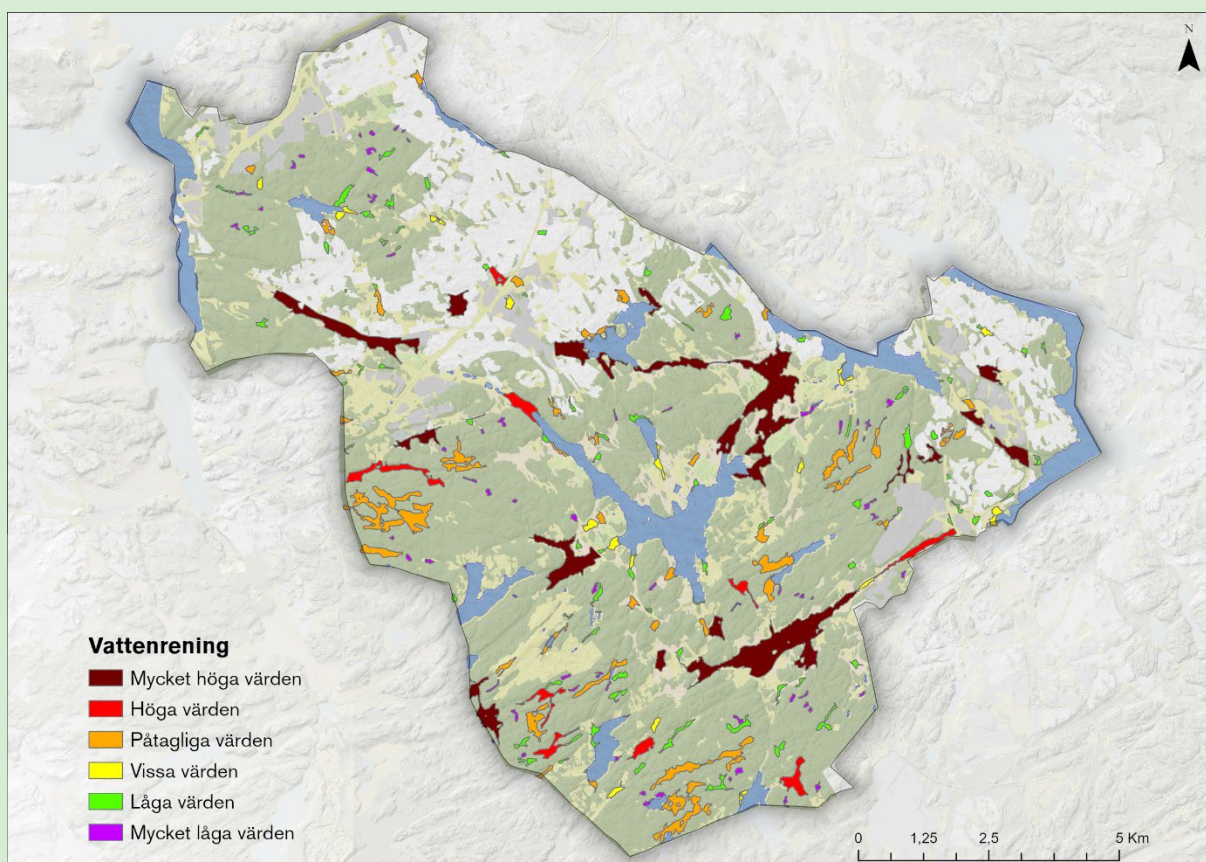 N
Vattenrening
Mycket höga värden
Höga värden
Påtagliga värden
Vissa värden
Låga värden
Mycket låga värden
0 1,25 2,5 5 Km